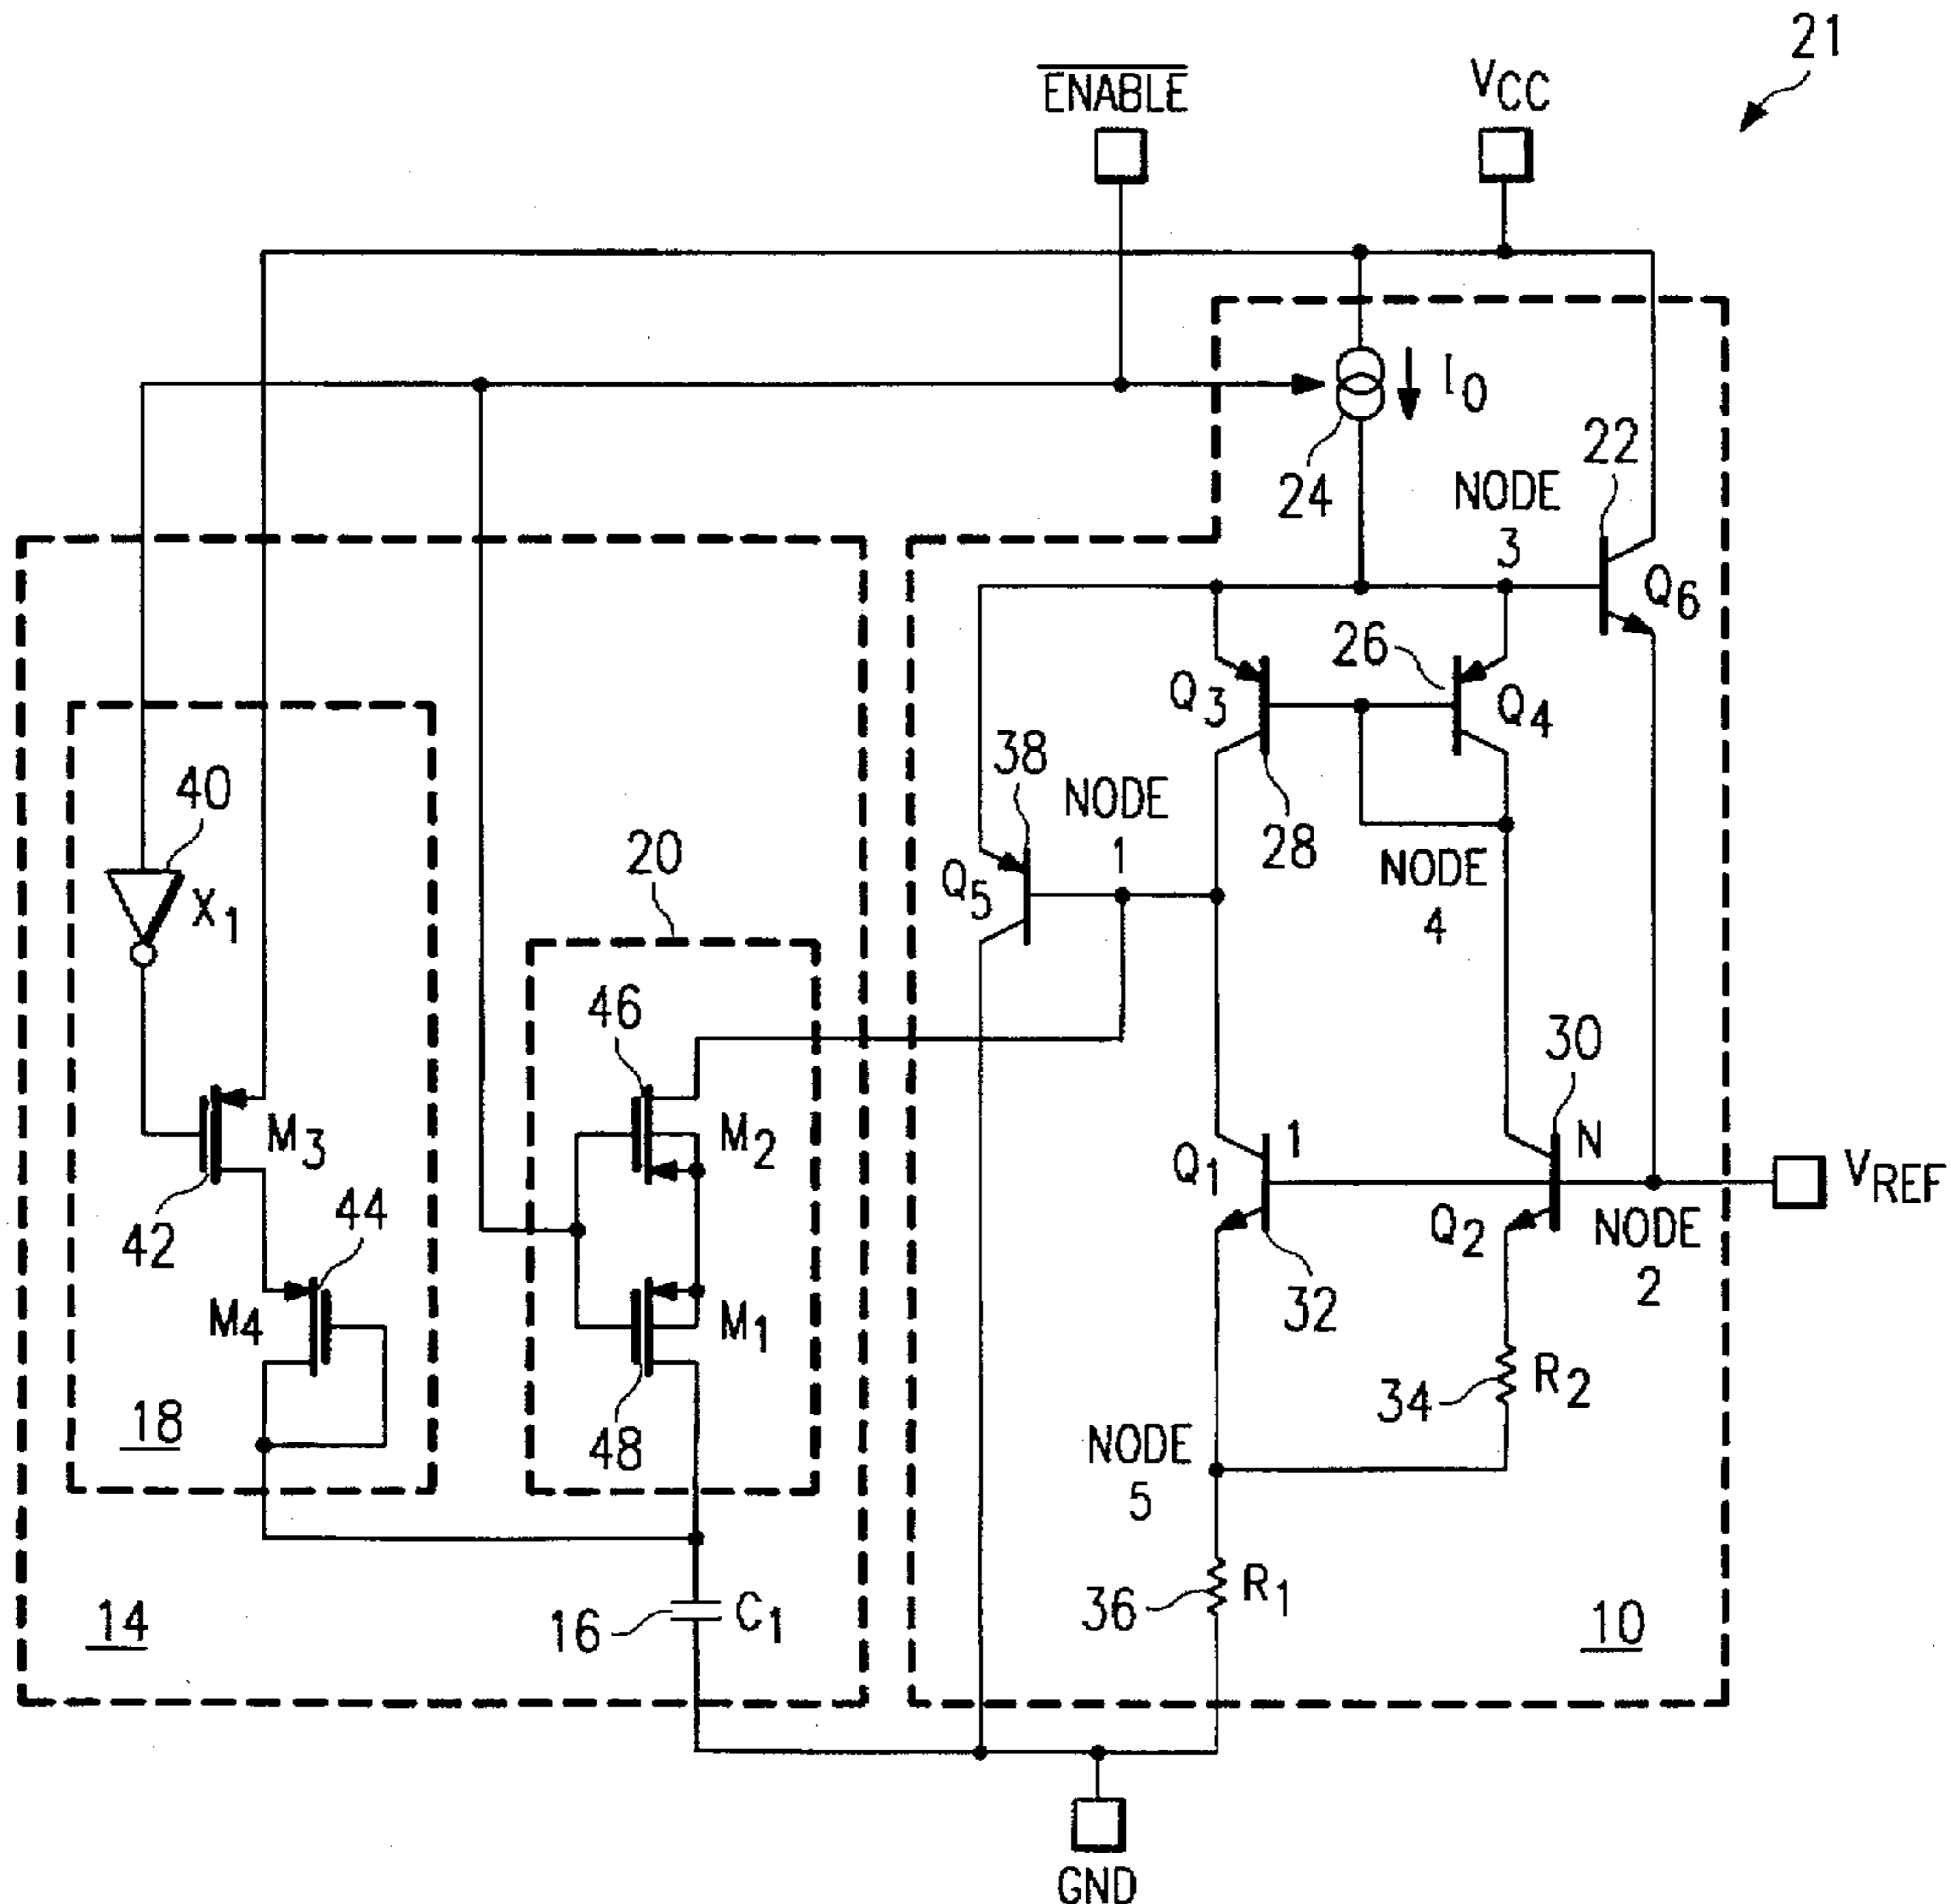 21
ENABLE
VCC
I0
22
24
NODE
3
Q6
26
Q3
Q4
38
NODE
1
28
40
20
Q5
NODE
4
X1
46
30
M3
M2
Q1
1
N
VREF
42
44
Q2
NODE
2
M4
M1
32
18
48
34
R2
NODE
5
14
16
C1
36
R1
10
GND